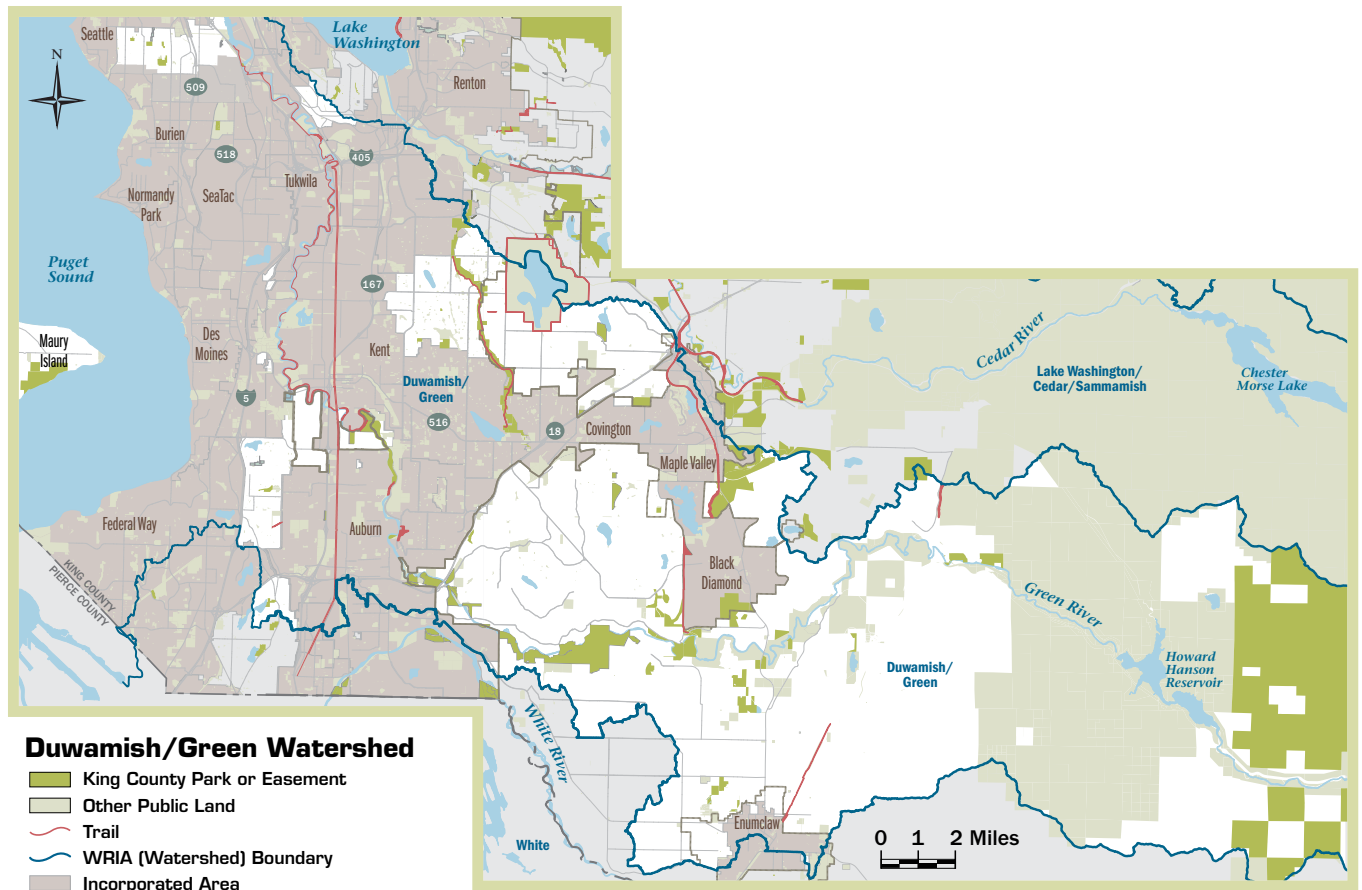 Seattle
Lake
Washington
N
Renton
509
Burien
518
405
Tukwila
Normandy
Park
SeaTac
Puget
Sound
167
Maury
Island
Des
Moines
Kent
Cedar River
Lake Washington/
Cedar/Sammamish
Chester
Morse Lake
Duwamish/
Green
5
516
18
Covington
Maple Valley
Federal Way
Auburn
KING COUNTY
PIERCE COUNTY
Black
Diamond
Green River
Howard
Hanson
Reservoir
Duwamish/
Green
White River
Enumclaw
White
0 1 2 Miles
Duwamish/Green Watershed
King County Park or Easement
Other Public Land
Trail
WRIA (Watershed) Boundary
Incorporated Area